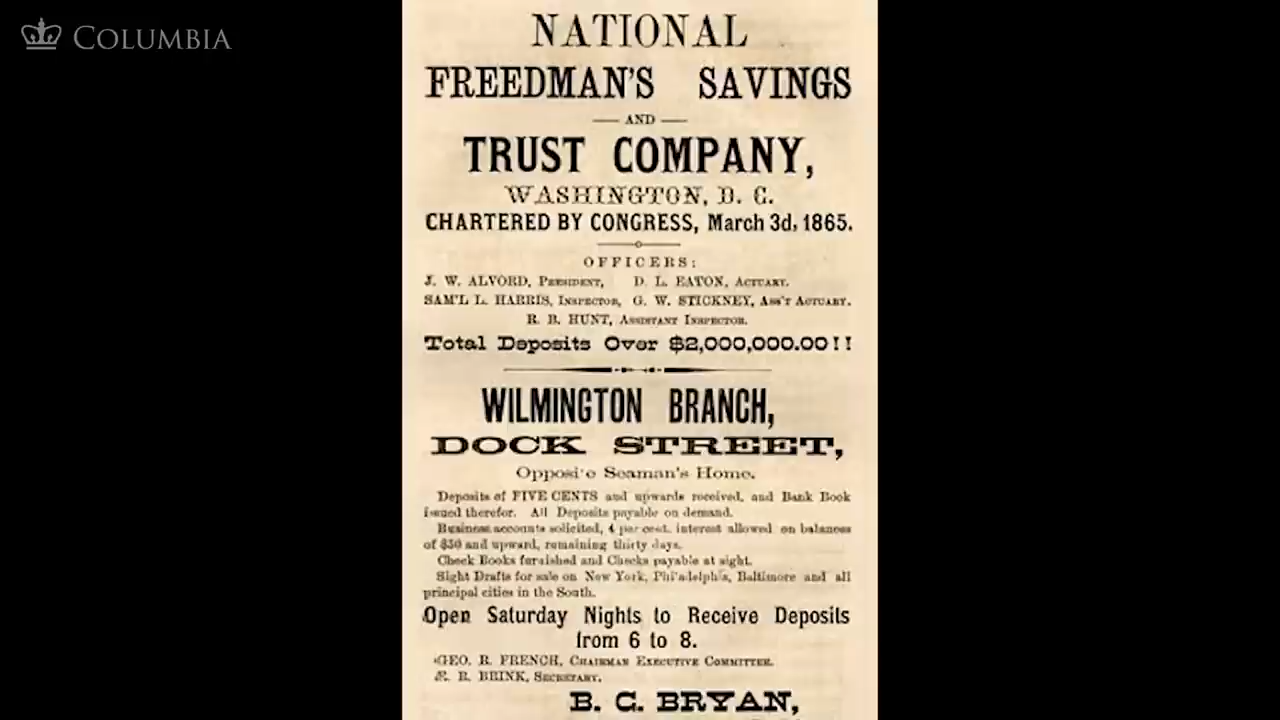 COLUMBIA
NATIONAL
FREEDMAN'S SAVINGS
AND
TRUST COMPANY,
WASHINGTON, D. C.
CHARTERED BY CONGRESS, March 3d, 1865.
OFFICERS:
J. W. ALVORD, PRESIDENT, D. L. EATON, ACTUARY.
SAM'L L. HARRIS, INSPECTOR, G. W. STICKNEY, ASS'T ACTUARY.
R. B. HUNT, ASSISTANT INSPECTOR.
Total Deposits Over $2,000,000.00!!
WILMINGTON BRANCH,
DOCK STREET,
Opposite Seaman's Home.
Deposits of FIVE CENTS and upwards received, and Bank Book
issued therefor. All Deposits payable on demand.
Business accounts solicited, 4 per cent. interest allowed on balances
of $50 and upward, remaining thirty days.
Check Books furnished and Checks payable at sight.
Sight Drafts for sale on New York, Philadelphia, Baltimore and all
principal cities in the South.
Open Saturday Nights to Receive Deposits
from 6 to 8.
GEO. R. FRENCH, CHAIRMAN EXECUTIVE COMMITTEE.
E. R. BRINK, SECRETARY.
B. C. BRYAN,